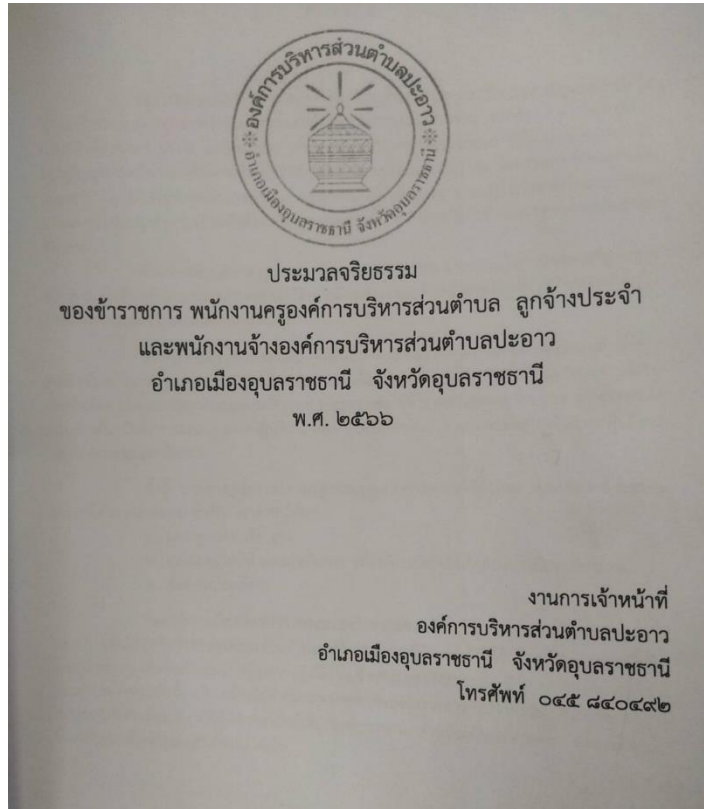 องค์การบริหารส่วนตำบลปะอาว
อำเภอเมืองอุบลราชธานี จังหวัดอุบลราชธานี
ประมวลจริยธรรม
ของข้าราชการ พนักงานครูองค์การบริหารส่วนตำบล ลูกจ้างประจำ
และพนักงานจ้างองค์การบริหารส่วนตำบลปะอาว
อำเภอเมืองอุบลราชธานี จังหวัดอุบลราชธานี
พ.ศ. ๒๕๖๖
งานการเจ้าหน้าที่
องค์การบริหารส่วนตำบลปะอาว
อำเภอเมืองอุบลราชธานี จังหวัดอุบลราชธานี
โทรศัพท์ ๐๔๕ ๘๔๐๔๙๒